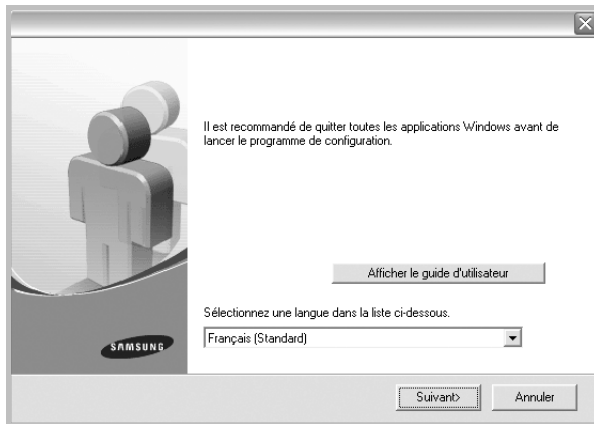 Il est recommandé de quitter toutes les applications Windows avant de
lancer le programme de configuration.
Afficher le guide d'utilisateur
Sélectionnez une langue dans la liste ci-dessous.
Français (Standard)
SAMSUNG
Suivant>
Annuler